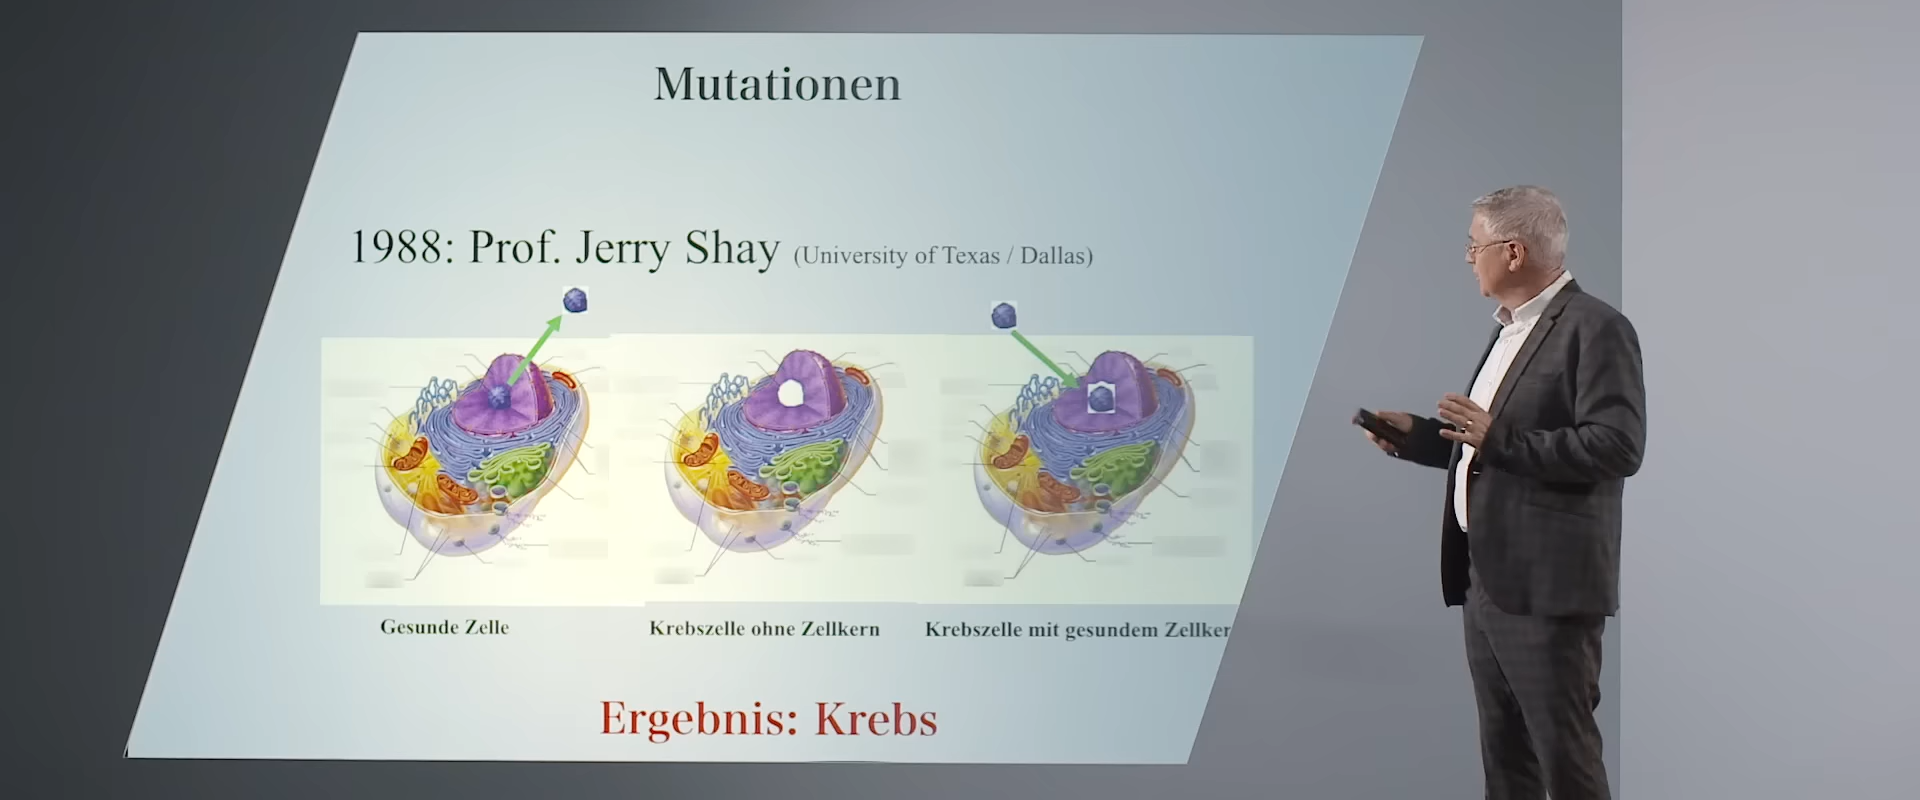 Mutationen
1988: Prof. Jerry Shay (University of Texas / Dallas)
Gesunde Zelle
Krebszelle ohne Zellkern
Krebszelle mit gesundem Zellker
Ergebnis: Krebs